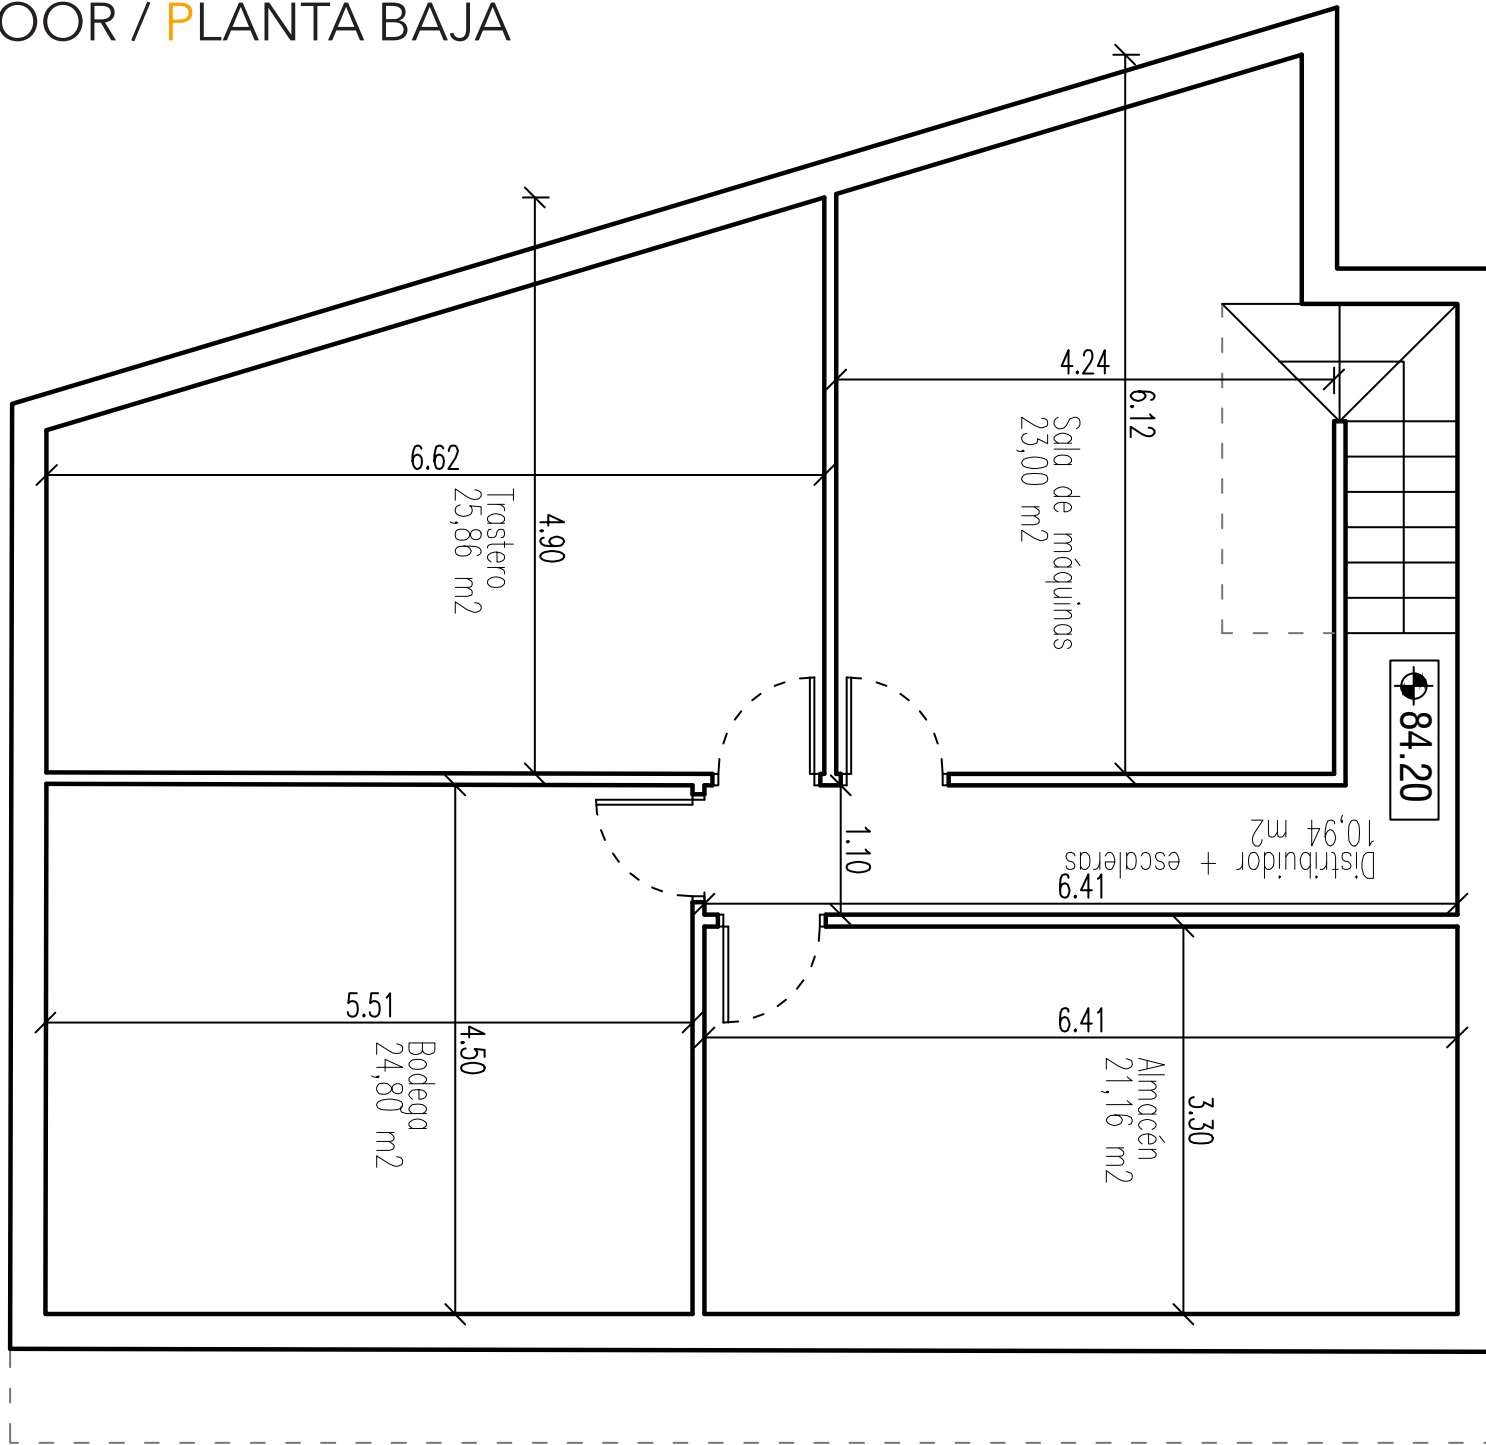 OOR / PLANTA BAJA
4.24
6.12
Sala de máquinas
23,00 m2
6.62
4.90
Trastero
25,86 m2
84.20
1.10
Distribuidor + escaleras
10,94 m2
6.41
5.51
4.50
Bodega
24,80 m2
6.41
3.30
Almacén
21,16 m2